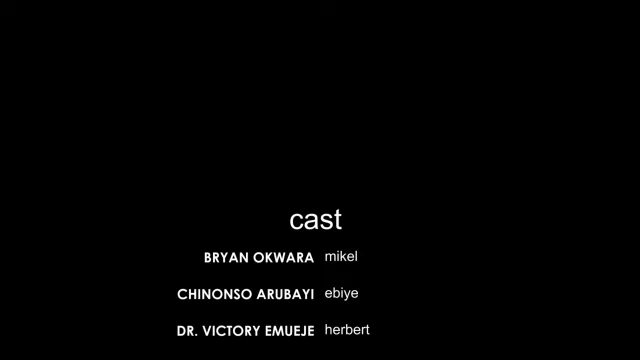 cast
BRYAN OKWARA mikel
CHINONSO ARUBAYI ebiye
DR. VICTORY EMUEJE herbert